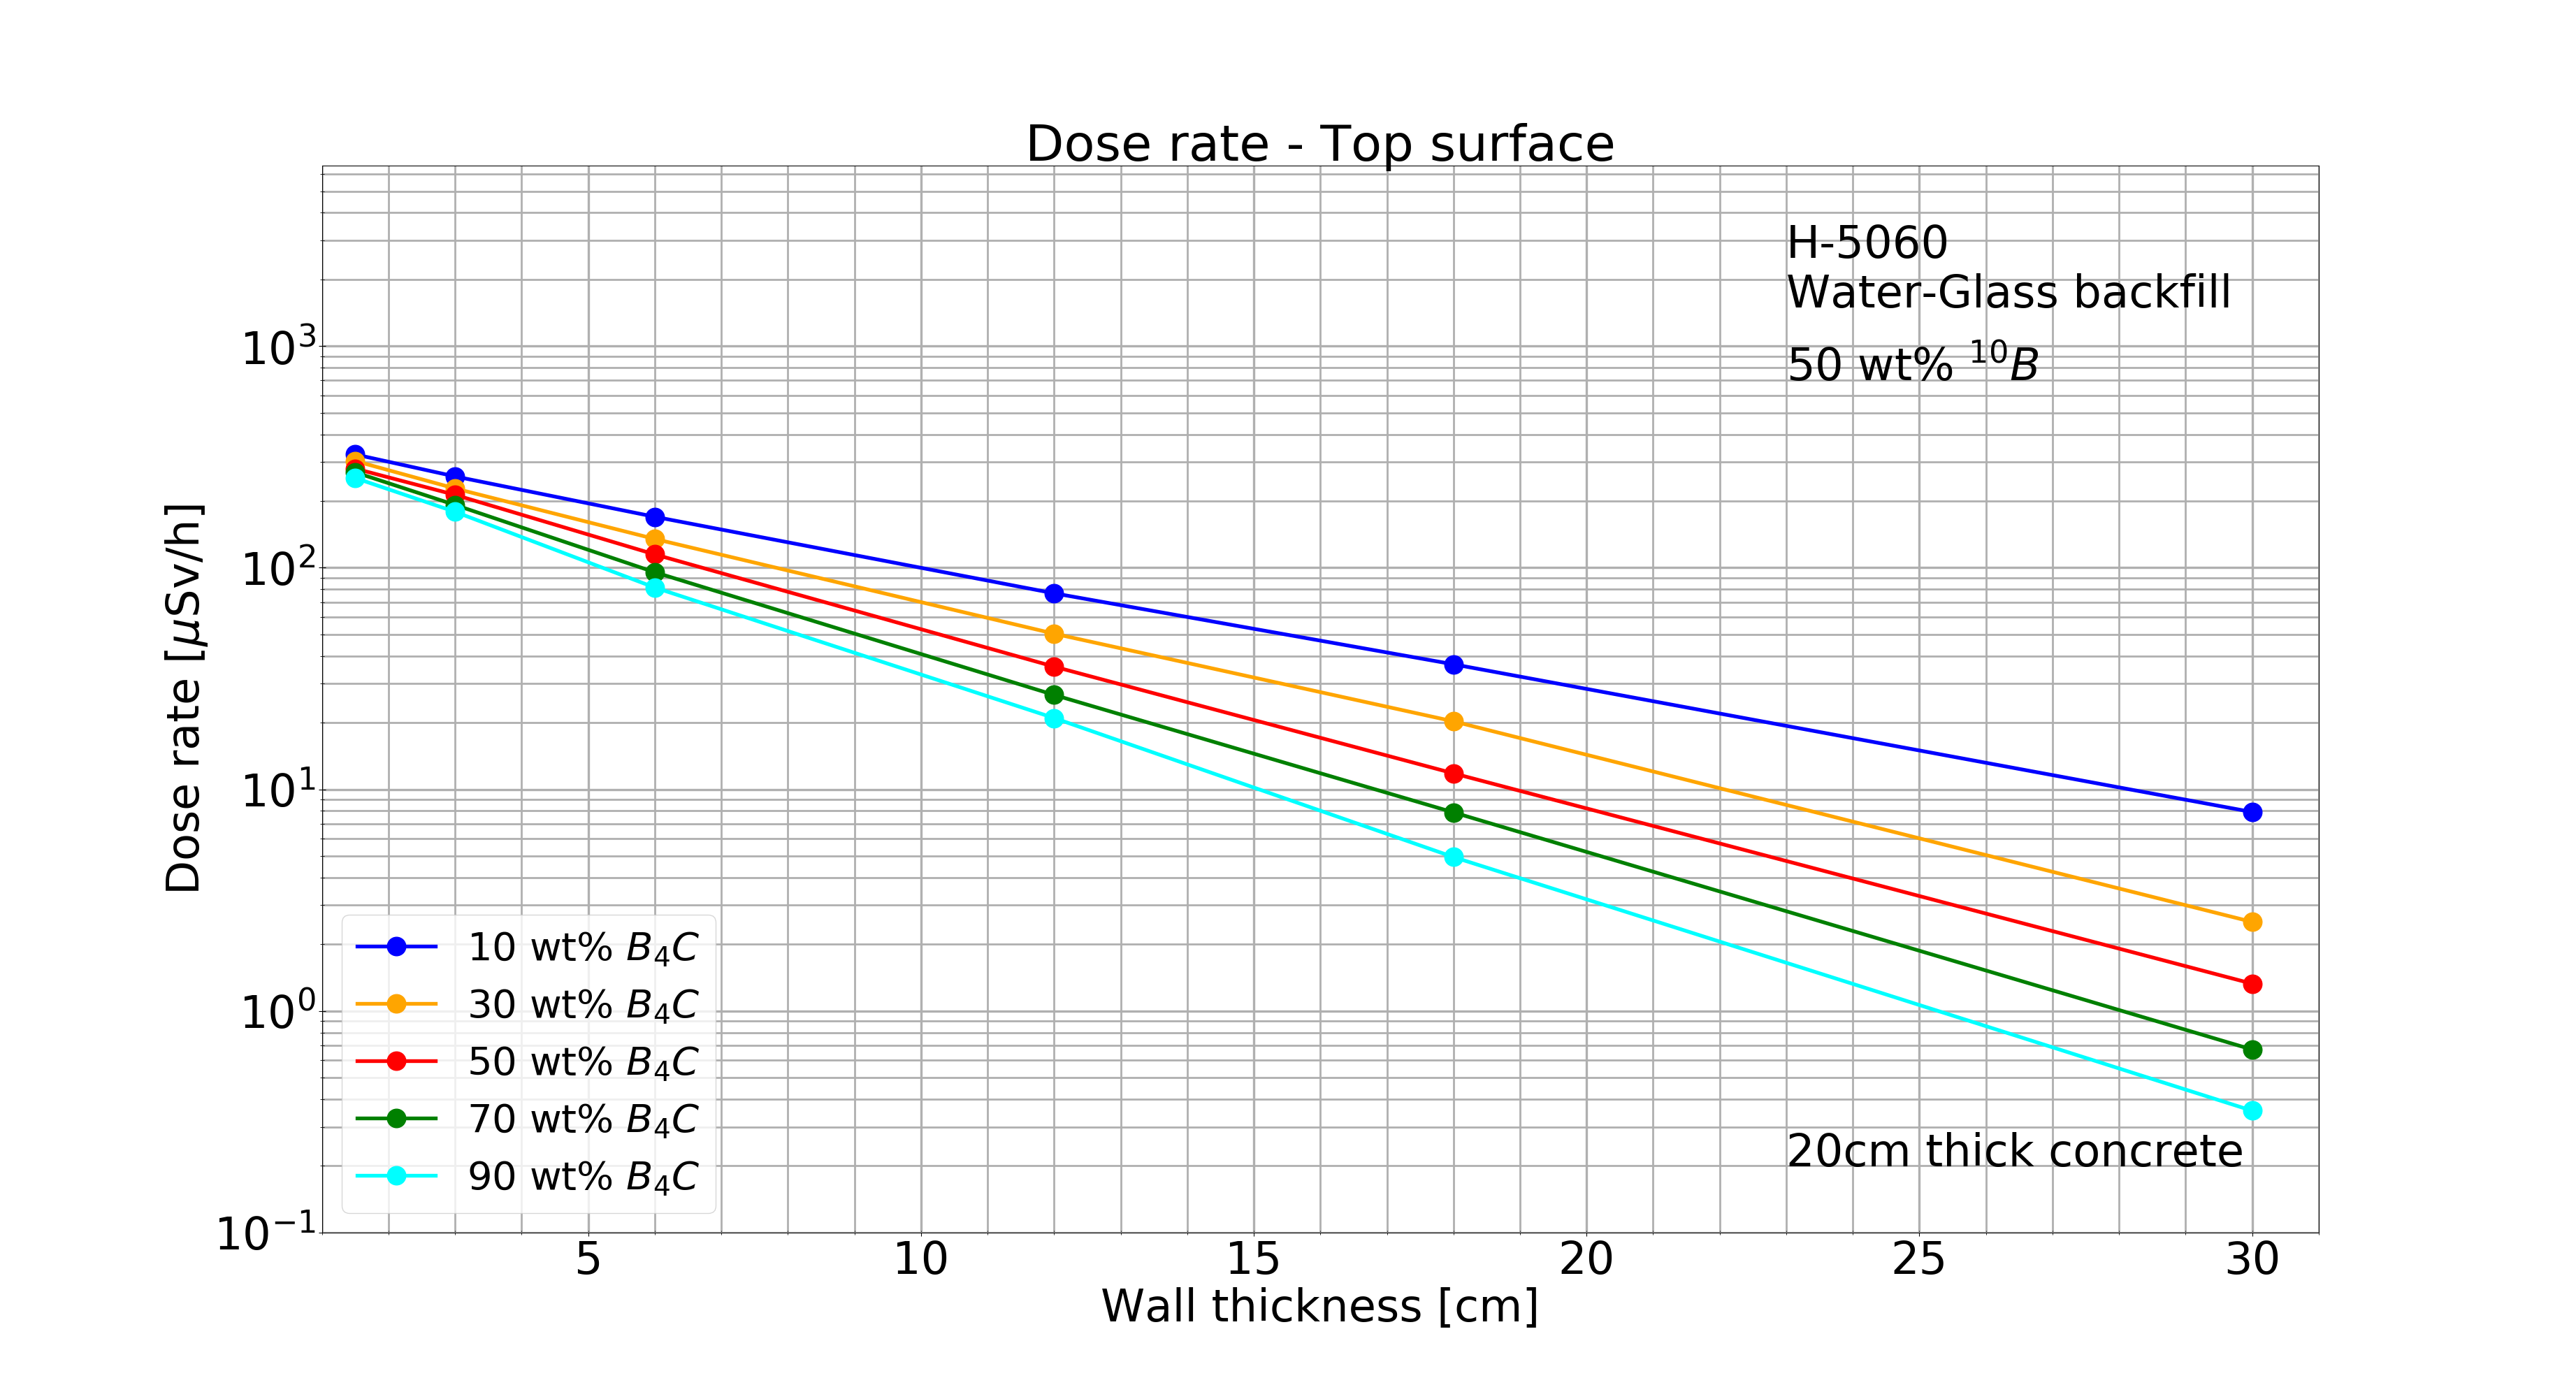 Dose rate - Top surface
H-5060
Water-Glass backfill
50 wt% ¹⁰B
10³
10²
10¹
10⁰
10⁻¹
Dose rate [μSv/h]
10 wt% B₄C
30 wt% B₄C
50 wt% B₄C
70 wt% B₄C
90 wt% B₄C
20cm thick concrete
5 10 15 20 25 30
Wall thickness [cm]